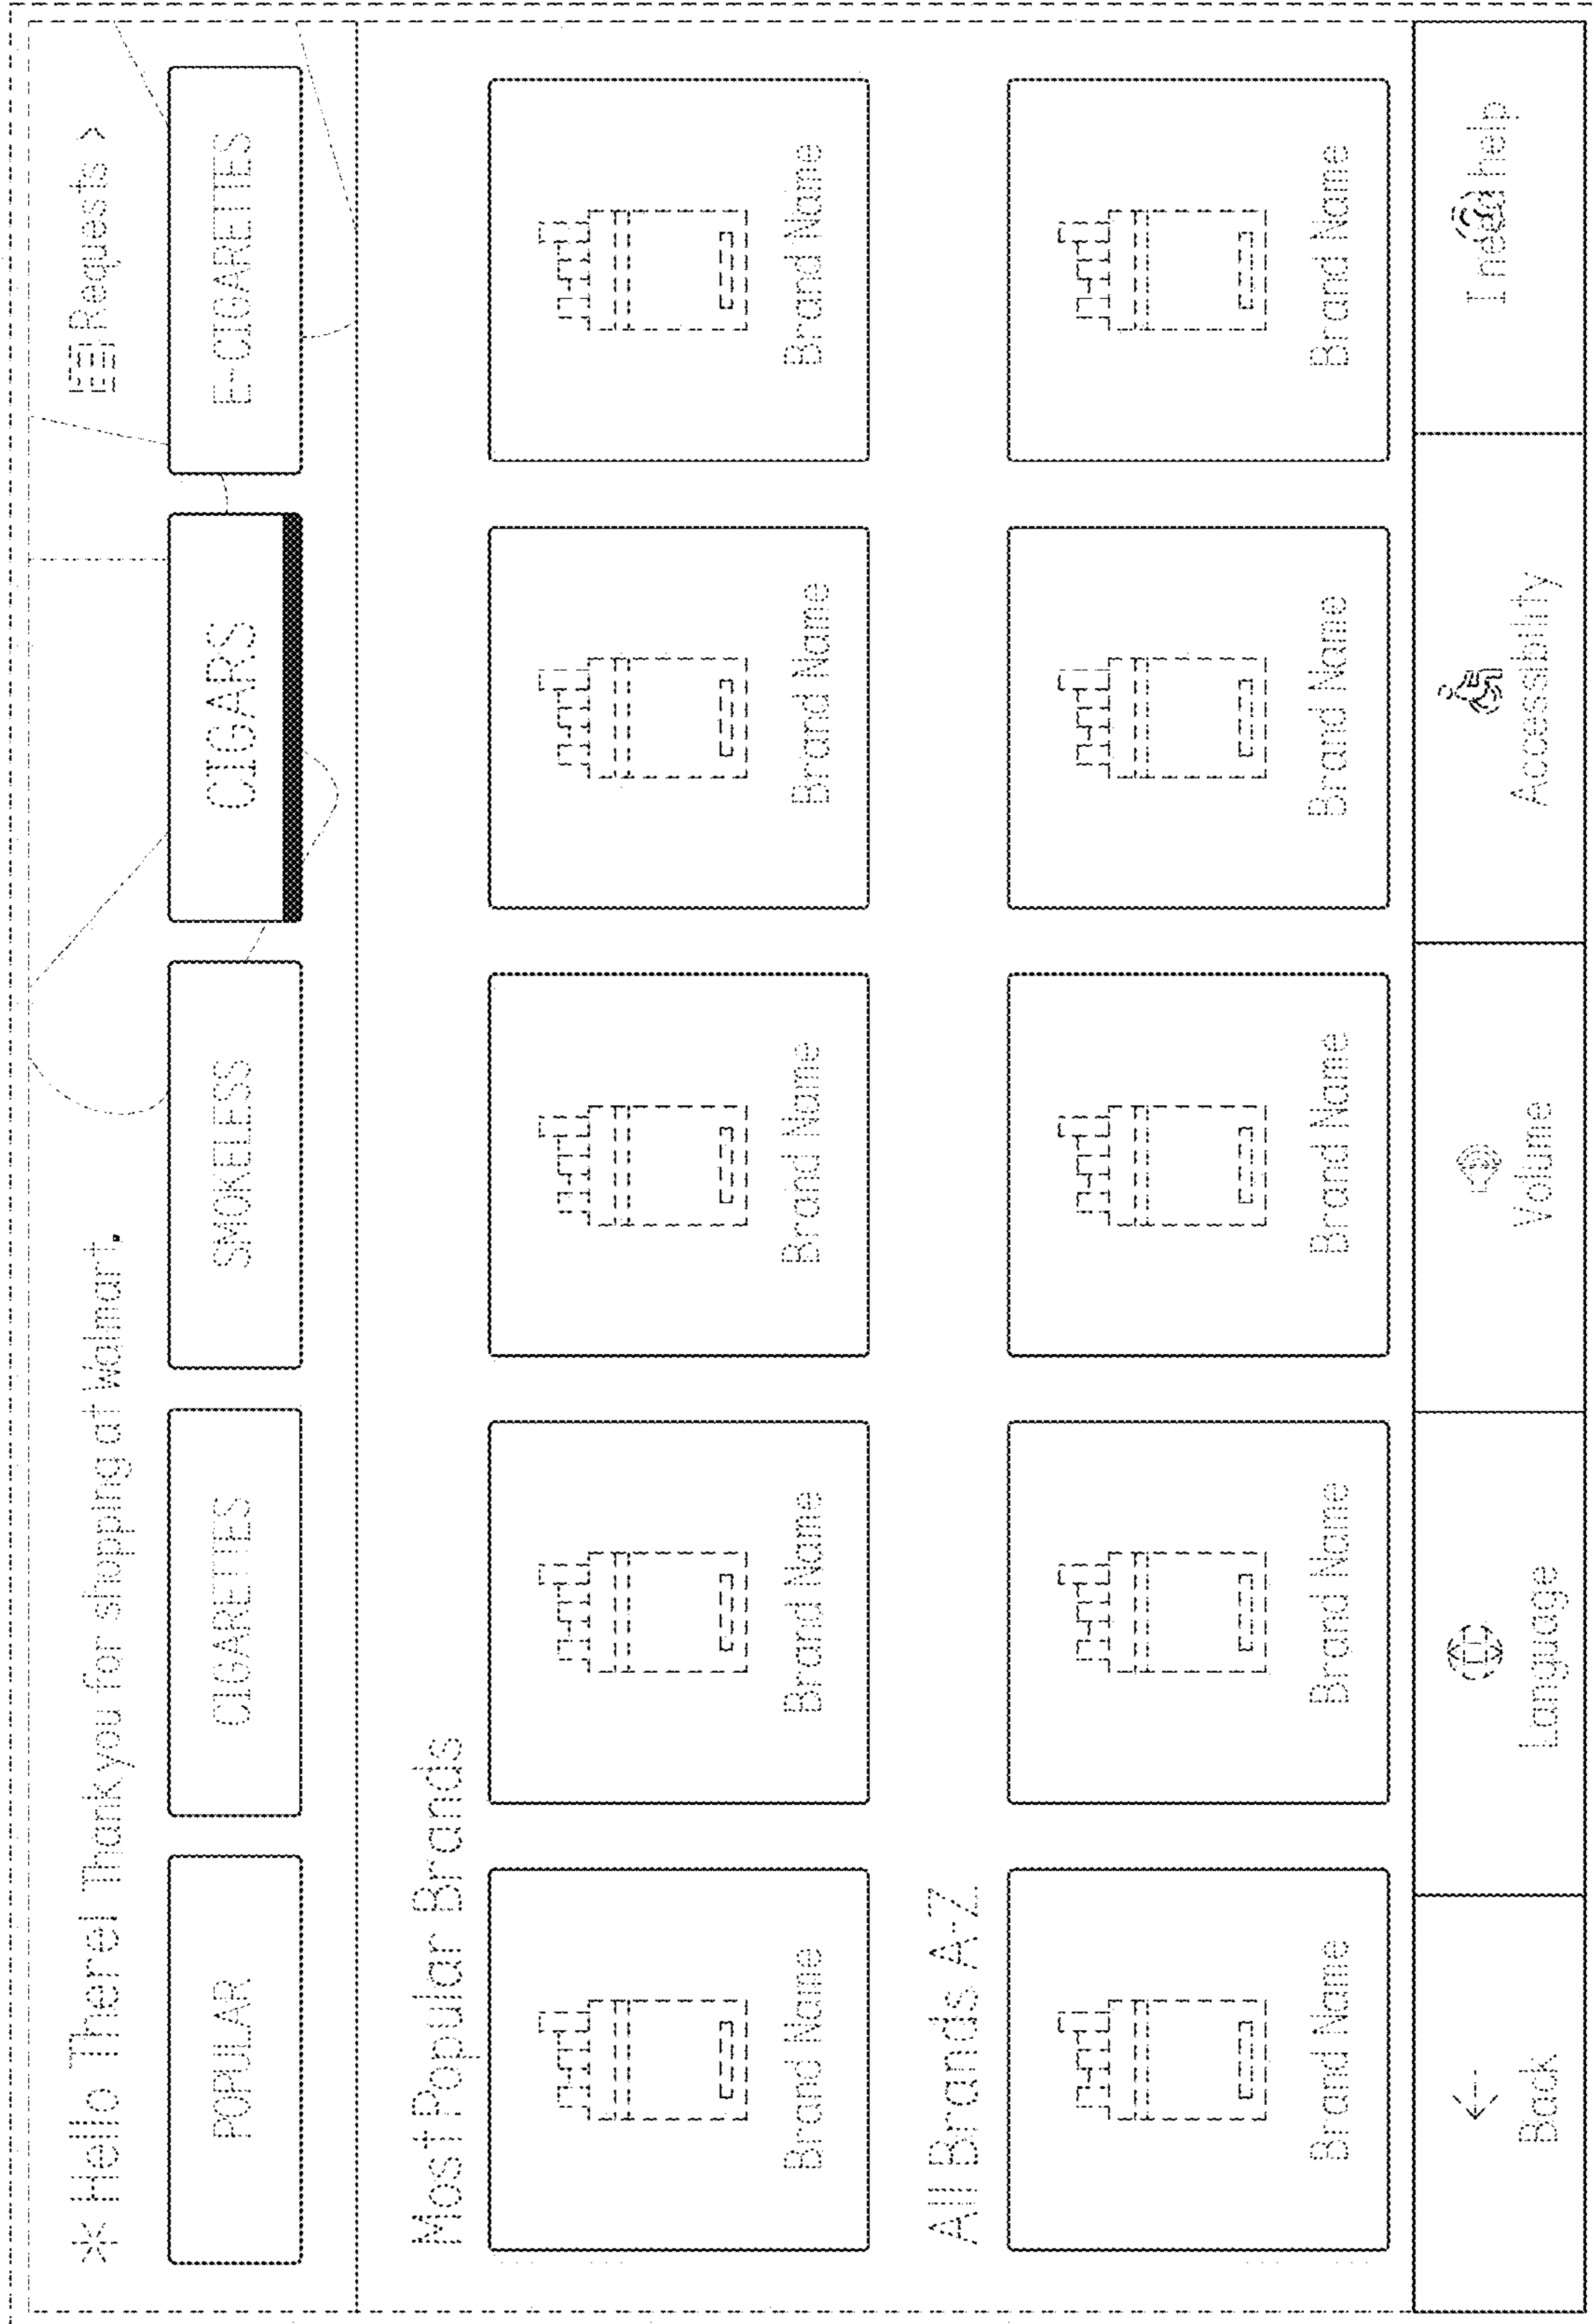 Hello There! Thank you for shopping at Walmart.
Requests >
POPULAR
CIGARETTES
SMOKELESS
CIGARS
E-CIGARETTES
Most Popular Brands
Brand Name
Brand Name
Brand Name
Brand Name
Brand Name
All Brands A-Z
Brand Name
Brand Name
Brand Name
Brand Name
Brand Name
Back
Language
Volume
Accessibility
I need help